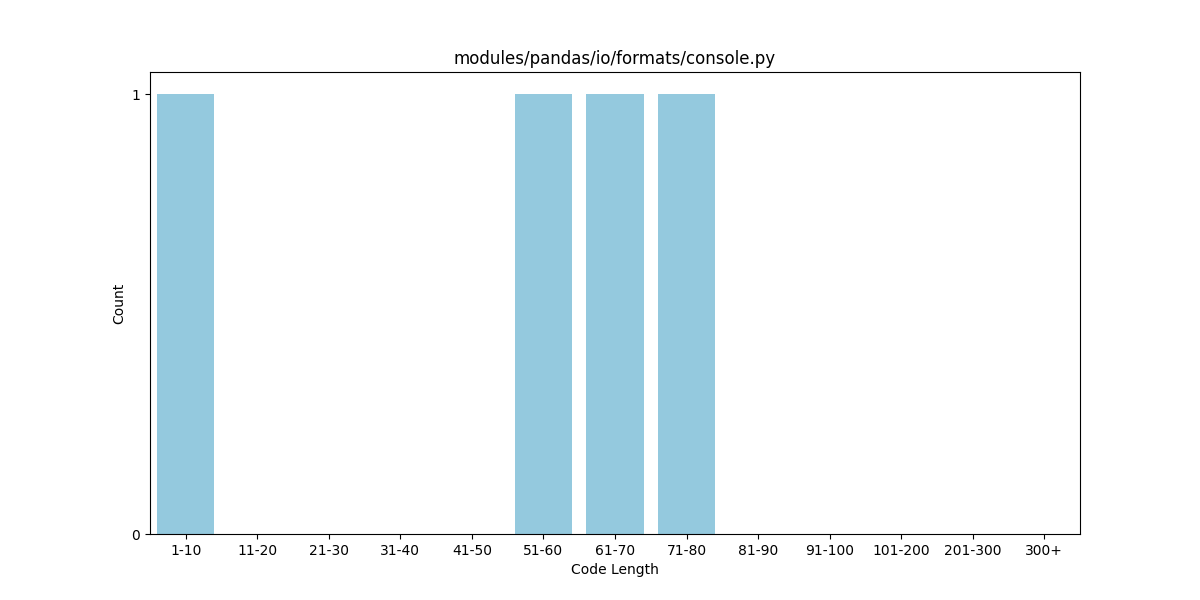 modules/pandas/io/formats/console.py
Count
1
0
1-10 11-20 21-30 31-40 41-50 51-60 61-70 71-80 81-90 91-100 101-200 201-300 300+
Code Length